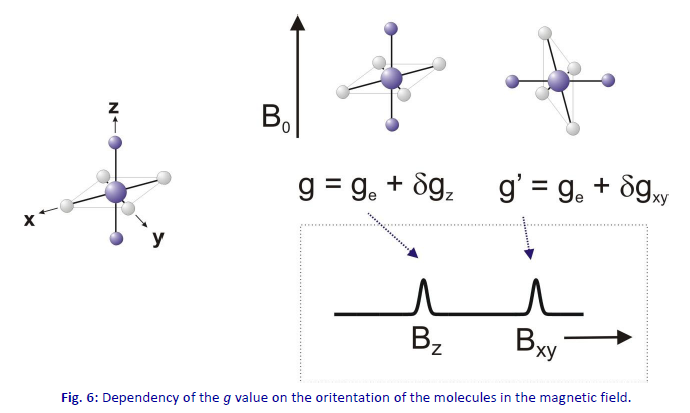 z
x
y
B0
g = ge + δgz
g' = ge + δgxy
Bz
Bxy
Fig. 6: Dependency of the g value on the oritentation of the molecules in the magnetic field.